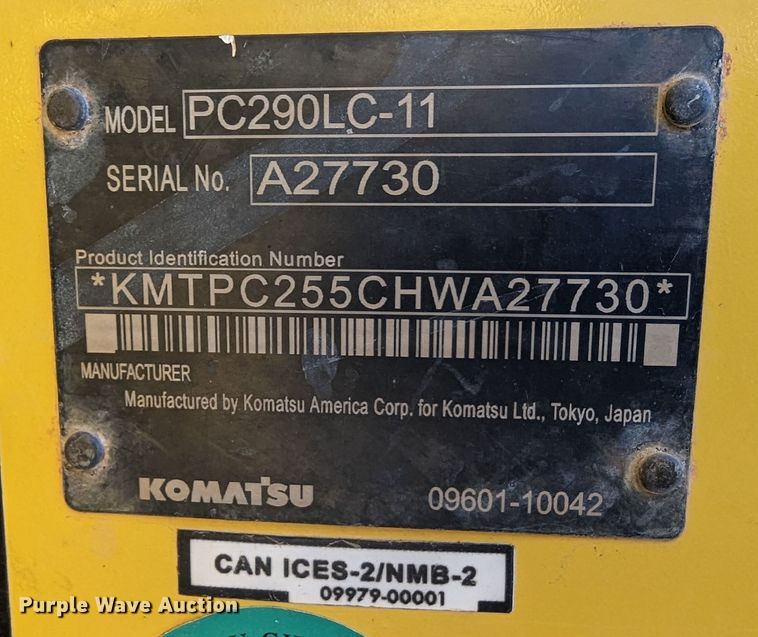 MODEL PC290LC-11
SERIAL No. A27730
Product Identification Number
*KMTPC255CHWA27730*
MANUFACTURER
Manufactured by Komatsu America Corp. for Komatsu Ltd., Tokyo, Japan
KOMATSU 09601-10042
CAN ICES-2/NMB-2
09979-00001
Purple Wave Auction